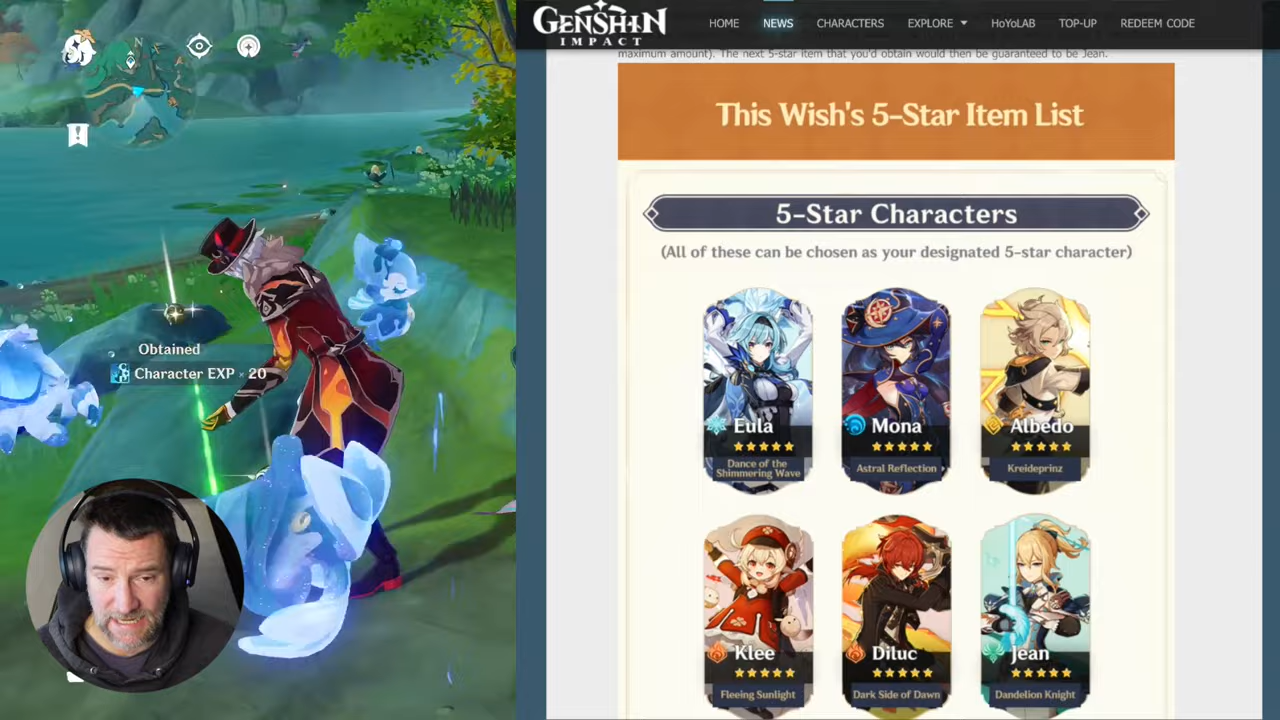 N
Obtained
Character EXP × 20
GENSHIN
IMPACT
HOME
NEWS
CHARACTERS
EXPLORE
HoYoLAB
TOP-UP
REDEEM CODE
maximum amount). The next 5-star item that you'd obtain would then be guaranteed to be Jean.
This Wish's 5-Star Item List
5-Star Characters
(All of these can be chosen as your designated 5-star character)
Eula
Dance of the
Shimmering Wave
Mona
Astral Reflection
Albedo
Kreideprinz
Klee
Fleeing Sunlight
Diluc
Dark Side of Dawn
Jean
Dandelion Knight